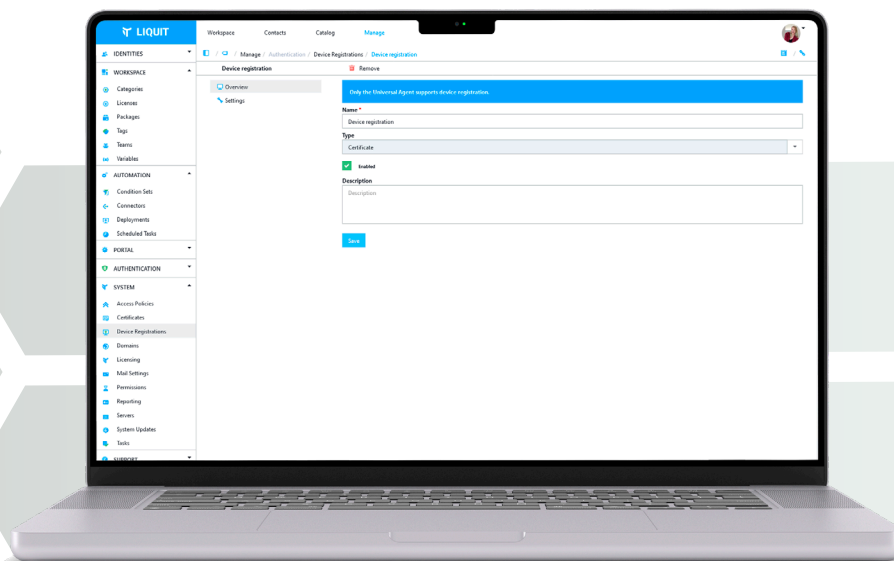 LIQUIT
Workspace
Contacts
Catalog
Manage
/ / Manage / Authentication / Device Registrations / Device registration
/
Device registration
Remove
IDENTITIES
WORKSPACE
Categories
Licenses
Packages
Tags
Teams
Variables
AUTOMATION
Condition Sets
Connectors
Deployments
Scheduled Tasks
PORTAL
AUTHENTICATION
SYSTEM
Access Policies
Certificates
Device Registrations
Domains
Licensing
Mail Settings
Permissions
Reporting
Servers
System Updates
Tasks
SUPPORT
Overview
Settings
Only the Universal Agent supports device registration.
Name *
Device registration
Type
Certificate
Enabled
Description
Description
Save